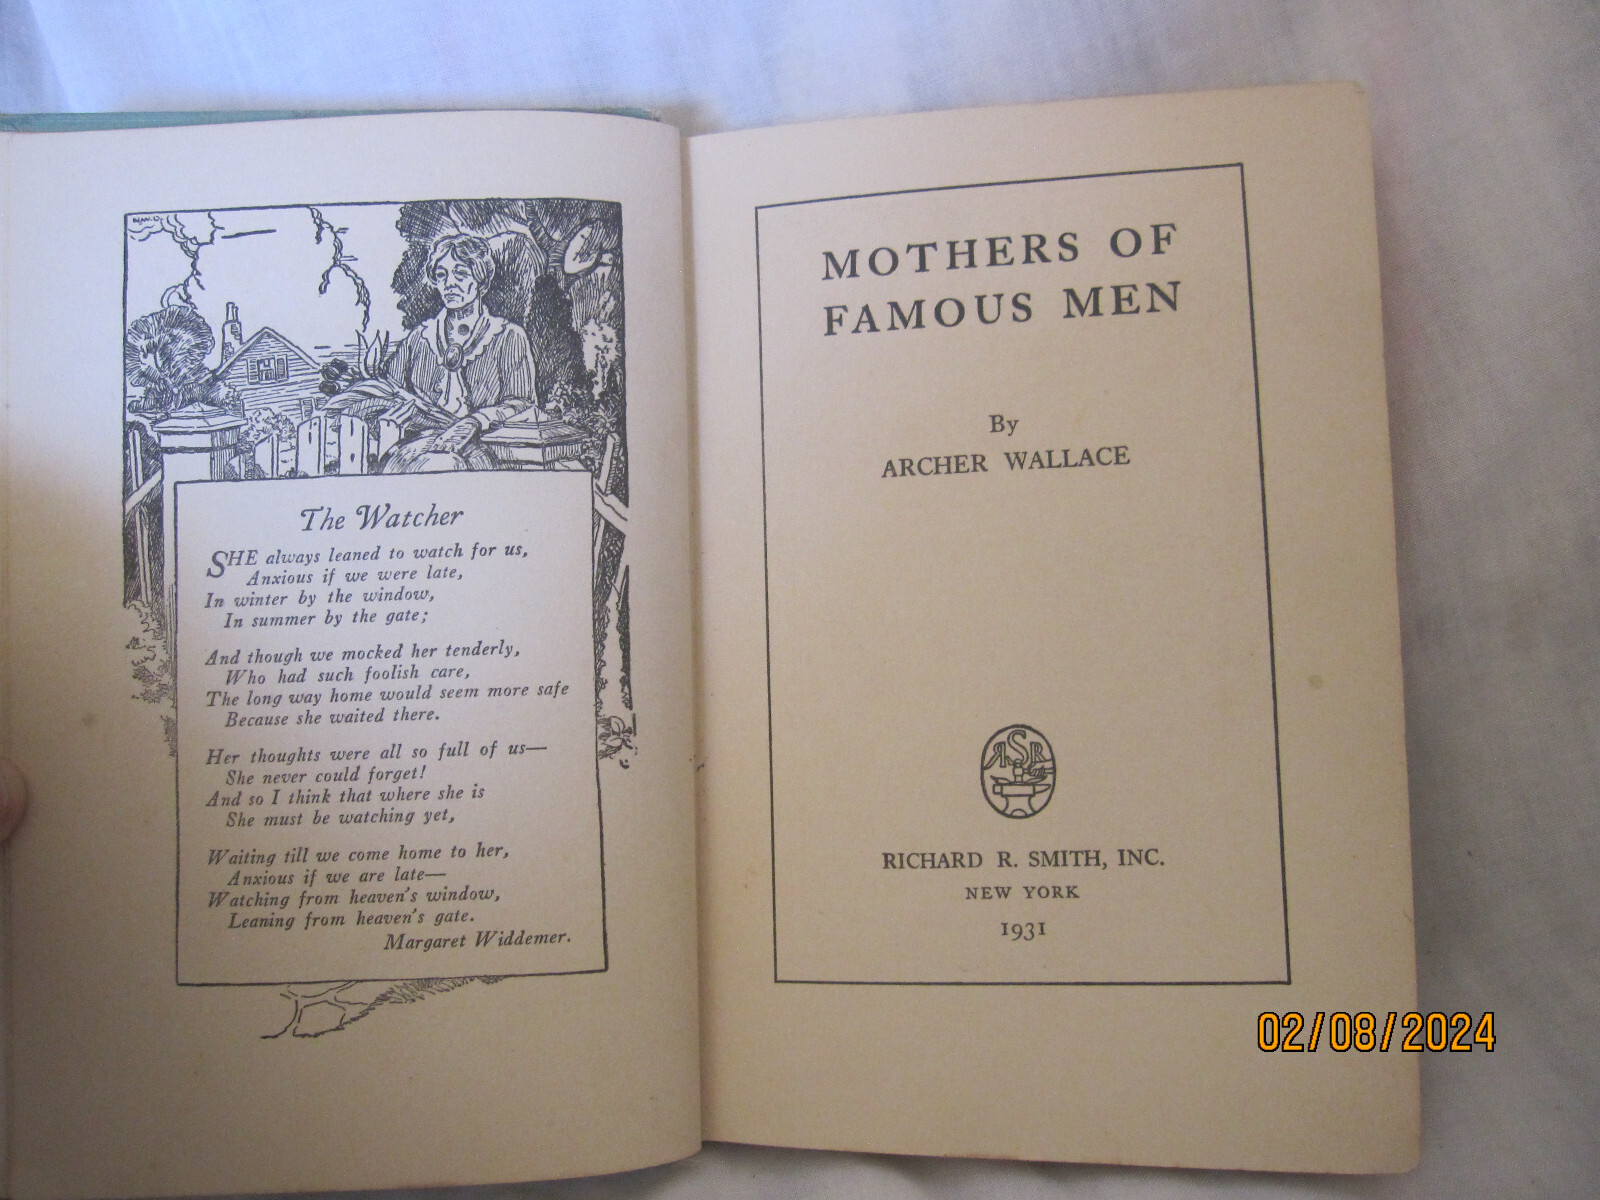 The Watcher
SHE always leaned to watch for us,
Anxious if we were late,
In winter by the window,
In summer by the gate;
And though we mocked her tenderly,
Who had such foolish care,
The long way home would seem more safe
Because she waited there.
Her thoughts were all so full of us—
She never could forget!
And so I think that where she is
She must be watching yet,
Waiting till we come home to her,
Anxious if we are late—
Watching from heaven's window,
Leaning from heaven's gate.
Margaret Widdemer.
MOTHERS OF
FAMOUS MEN
By
ARCHER WALLACE
RSR
RICHARD R. SMITH, INC.
NEW YORK
1931
02/08/2024